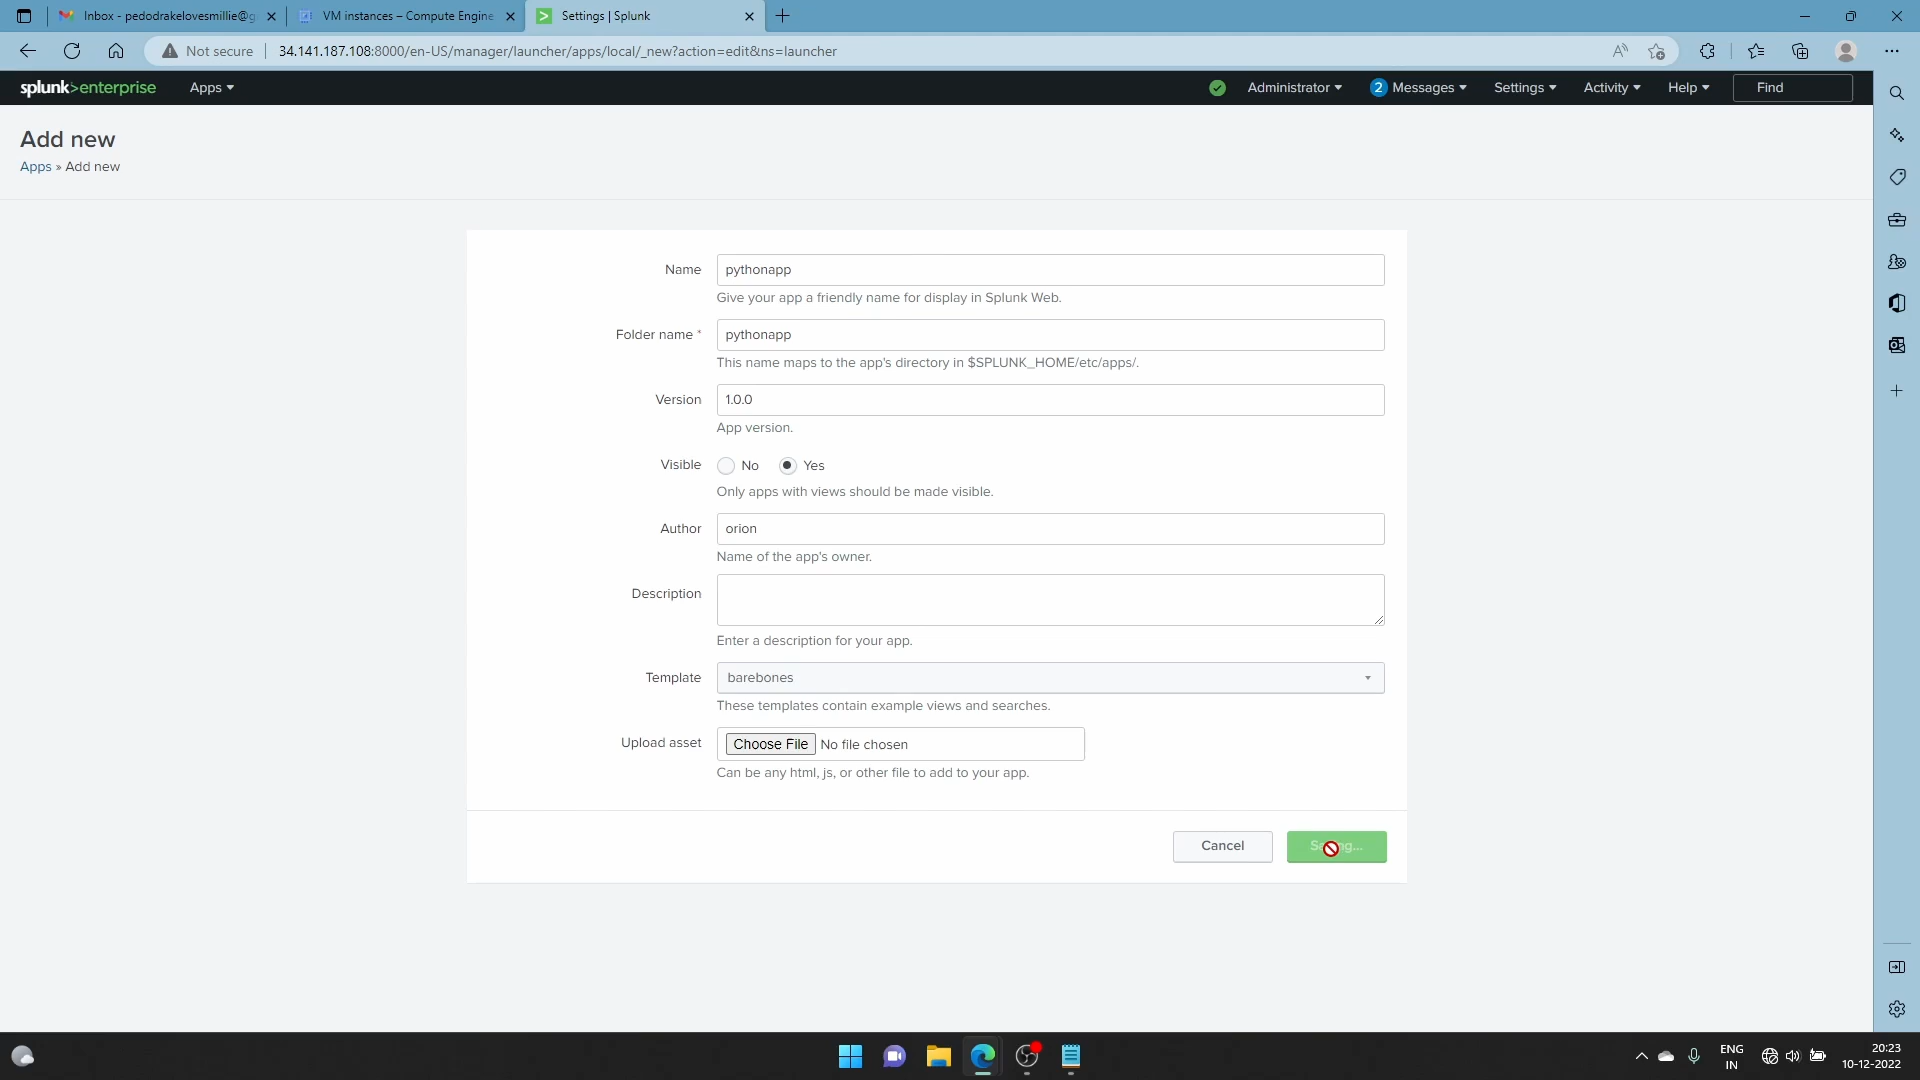 Inbox - pedodrakelovesmillie@g
VM instances – Compute Engine
Settings | Splunk
Not secure
34.141.187.108:8000/en-US/manager/launcher/apps/local/_new?action=edit&ns=launcher
splunk>enterprise
Apps
Administrator
2 Messages
Settings
Activity
Help
Find
Add new
Apps » Add new
Name
pythonapp
Give your app a friendly name for display in Splunk Web.
Folder name *
pythonapp
This name maps to the app's directory in $SPLUNK_HOME/etc/apps/.
Version
1.0.0
App version.
Visible
No
Yes
Only apps with views should be made visible.
Author
orion
Name of the app's owner.
Description
Enter a description for your app.
Template
barebones
These templates contain example views and searches.
Upload asset
Choose File No file chosen
Can be any html, js, or other file to add to your app.
Cancel
ENG
IN
20:23
10-12-2022